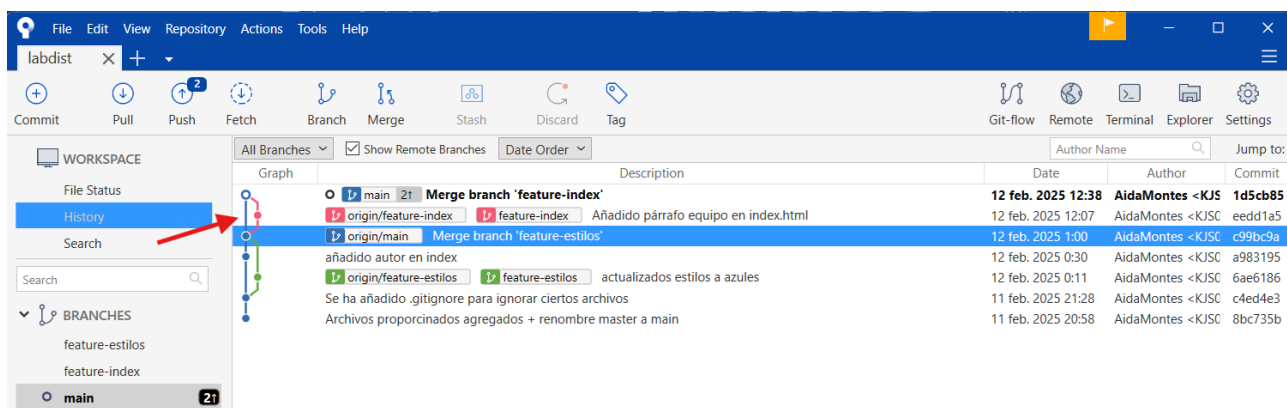 File Edit View Repository Actions Tools Help
labdist
2
Commit Pull Push Fetch Branch Merge Stash Discard Tag Git-flow Remote Terminal Explorer Settings
WORKSPACE
File Status
History
Search
Search
BRANCHES
feature-estilos
feature-index
main 2↑
All Branches Show Remote Branches Date Order Author Name Jump to:
Graph Description Date Author Commit
main 2↑ Merge branch 'feature-index' 12 feb. 2025 12:38 AidaMontes <KJS 1d5cb85
origin/feature-index feature-index Añadido párrafo equipo en index.html 12 feb. 2025 12:07 AidaMontes <KJS0 eedd1a5
origin/main Merge branch 'feature-estilos' 12 feb. 2025 1:00 AidaMontes <KJS0 c99bc9a
añadido autor en index 12 feb. 2025 0:30 AidaMontes <KJS0 a983195
origin/feature-estilos feature-estilos actualizados estilos a azules 12 feb. 2025 0:11 AidaMontes <KJS0 6ae6186
Se ha añadido .gitignore para ignorar ciertos archivos 11 feb. 2025 21:28 AidaMontes <KJS0 c4ed4e3
Archivos proporcinados agregados + renombre master a main 11 feb. 2025 20:58 AidaMontes <KJS0 8bc735b